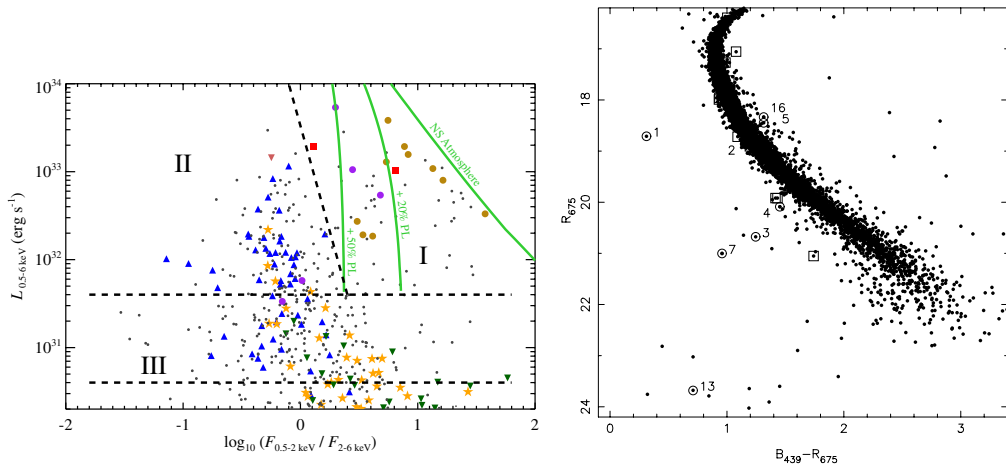 10^34
10^33
10^32
10^31
L_0.5-6 keV (erg s^-1)
II
I
III
+50% PL
+20% PL
NS Atmosphere
-2 -1 0 1 2
log_10 (F_0.5-2 keV / F_2-6 keV)
18
20
22
24
R_675
1
16
5
2
4
3
7
13
0 1 2 3
B_439−R_675